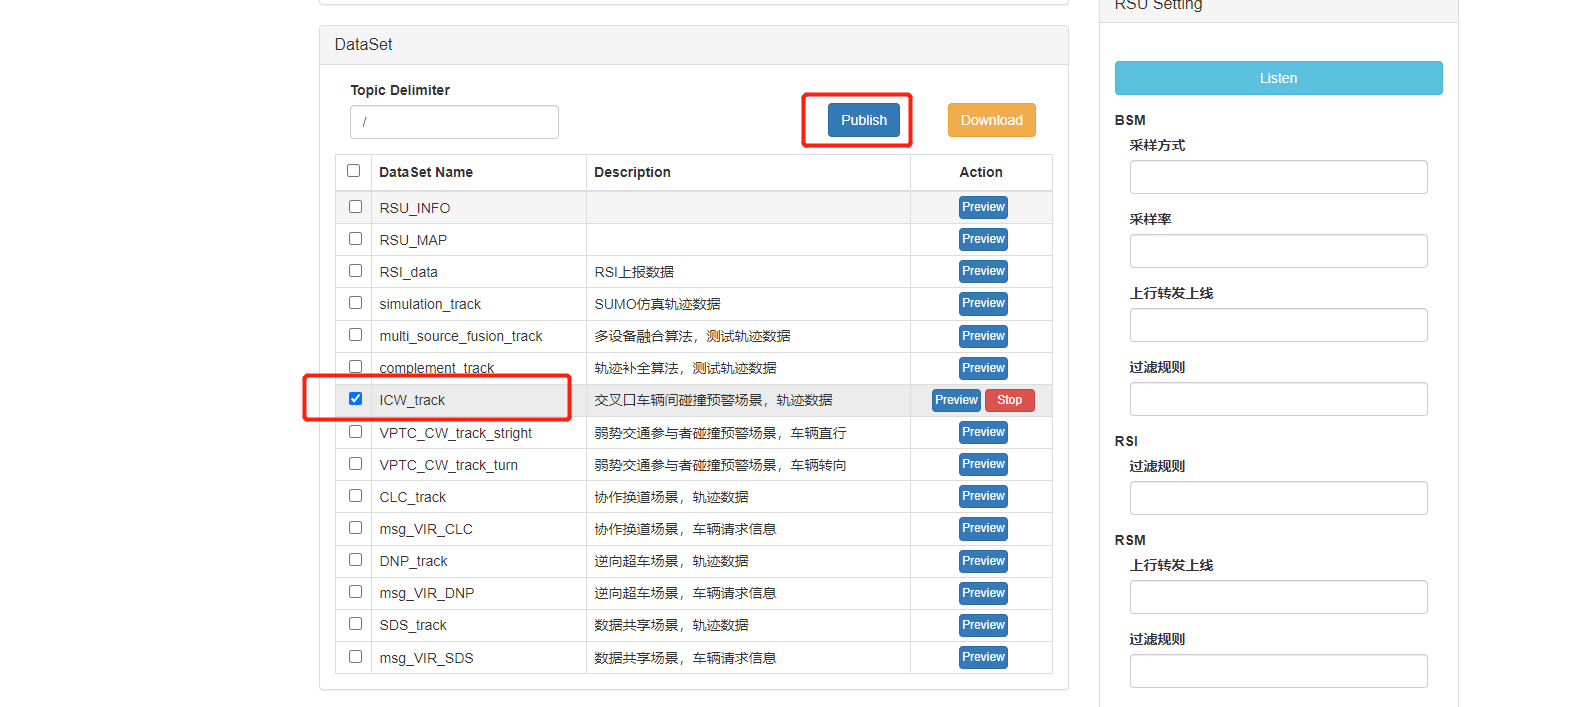 DataSet
Topic Delimiter
/
Publish
Download
DataSet Name Description Action
RSU_INFO Preview
RSU_MAP Preview
RSI_data RSI上报数据 Preview
simulation_track SUMO仿真轨迹数据 Preview
multi_source_fusion_track 多设备融合算法，测试轨迹数据 Preview
complement_track 轨迹补全算法，测试轨迹数据 Preview
ICW_track 交叉口车辆间碰撞预警场景，轨迹数据 Preview Stop
VPTC_CW_track_stright 弱势交通参与者碰撞预警场景，车辆直行 Preview
VPTC_CW_track_turn 弱势交通参与者碰撞预警场景，车辆转向 Preview
CLC_track 协作换道场景，轨迹数据 Preview
msg_VIR_CLC 协作换道场景，车辆请求信息 Preview
DNP_track 逆向超车场景，轨迹数据 Preview
msg_VIR_DNP 逆向超车场景，车辆请求信息 Preview
SDS_track 数据共享场景，轨迹数据 Preview
msg_VIR_SDS 数据共享场景，车辆请求信息 Preview
RSU Setting
Listen
BSM
采样方式
采样率
上行转发上线
过滤规则
RSI
过滤规则
RSM
上行转发上线
过滤规则